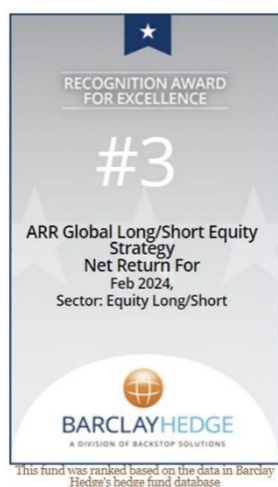 RECOGNITION AWARD
FOR EXCELLENCE
#3
ARR Global Long/Short Equity
Strategy
Net Return For
Feb 2024,
Sector: Equity Long/Short
BARCLAYHEDGE
A DIVISION OF BACKSTOP SOLUTIONS
This fund was ranked based on the data in Barclay
Hedge's hedge fund database